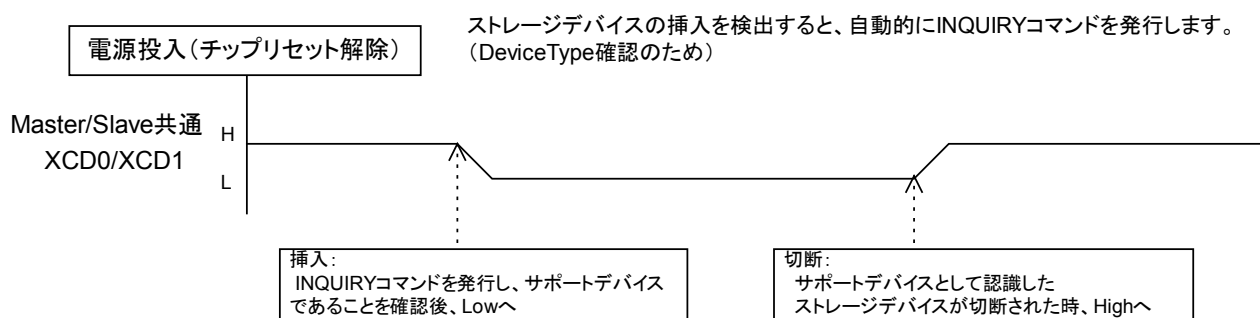 ストレージデバイスの挿入を検出すると、自動的にINQUIRYコマンドを発行します。
（DeviceType確認のため）
電源投入（チップリセット解除）
Master/Slave共通
XCD0/XCD1
H
L
挿入：
INQUIRYコマンドを発行し、サポートデバイス
であることを確認後、Lowへ
切断：
サポートデバイスとして認識した
ストレージデバイスが切断された時、Highへ